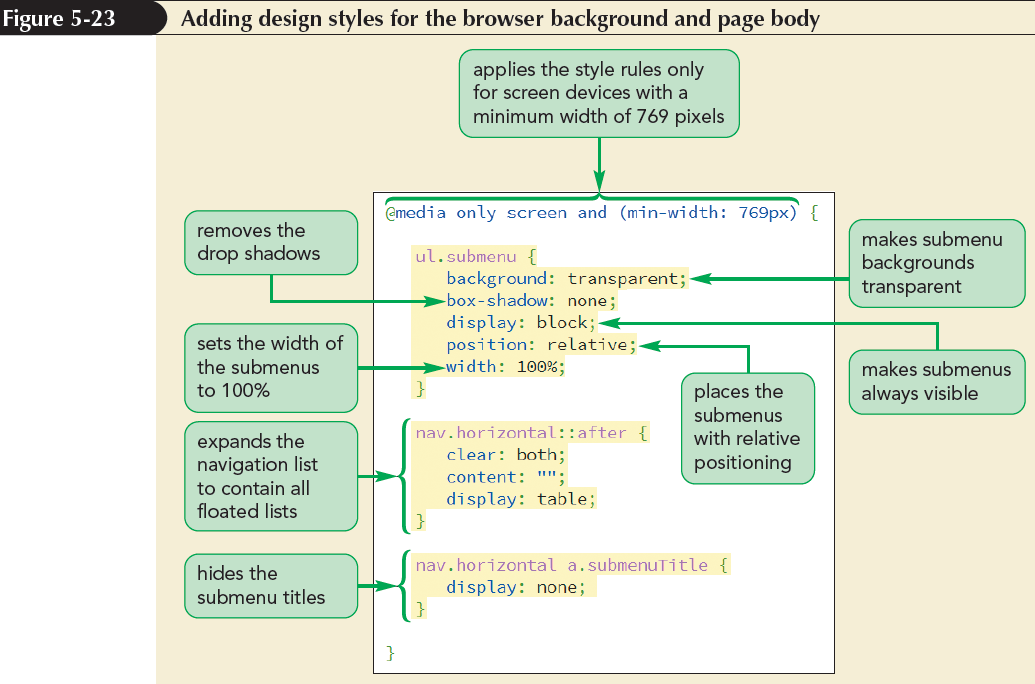 Figure 5-23
Adding design styles for the browser background and page body
applies the style rules only
for screen devices with a
minimum width of 769 pixels
@media only screen and (min-width: 769px) {
removes the
drop shadows
ul.submenu {
background: transparent;
box-shadow: none;
display: block;
position: relative;
width: 100%;
}
makes submenu
backgrounds
transparent
sets the width of
the submenus
to 100%
makes submenus
always visible
places the
submenus
with relative
positioning
expands the
navigation list
to contain all
floated lists
nav.horizontal::after {
clear: both;
content: "";
display: table;
}
hides the
submenu titles
nav.horizontal a.submenuTitle {
display: none;
}
}